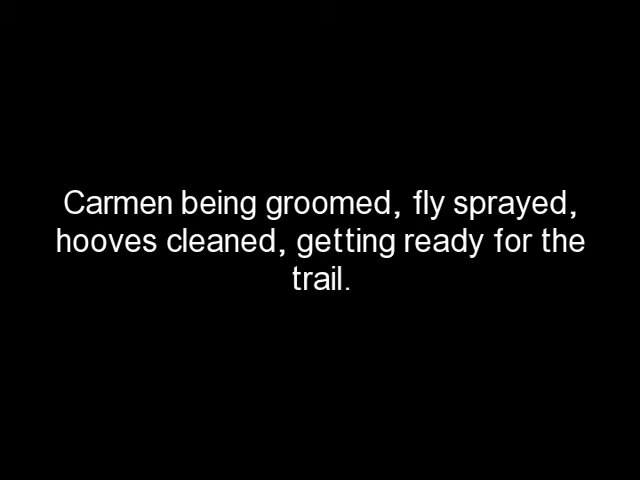 Carmen being groomed, fly sprayed,
hooves cleaned, getting ready for the
trail.